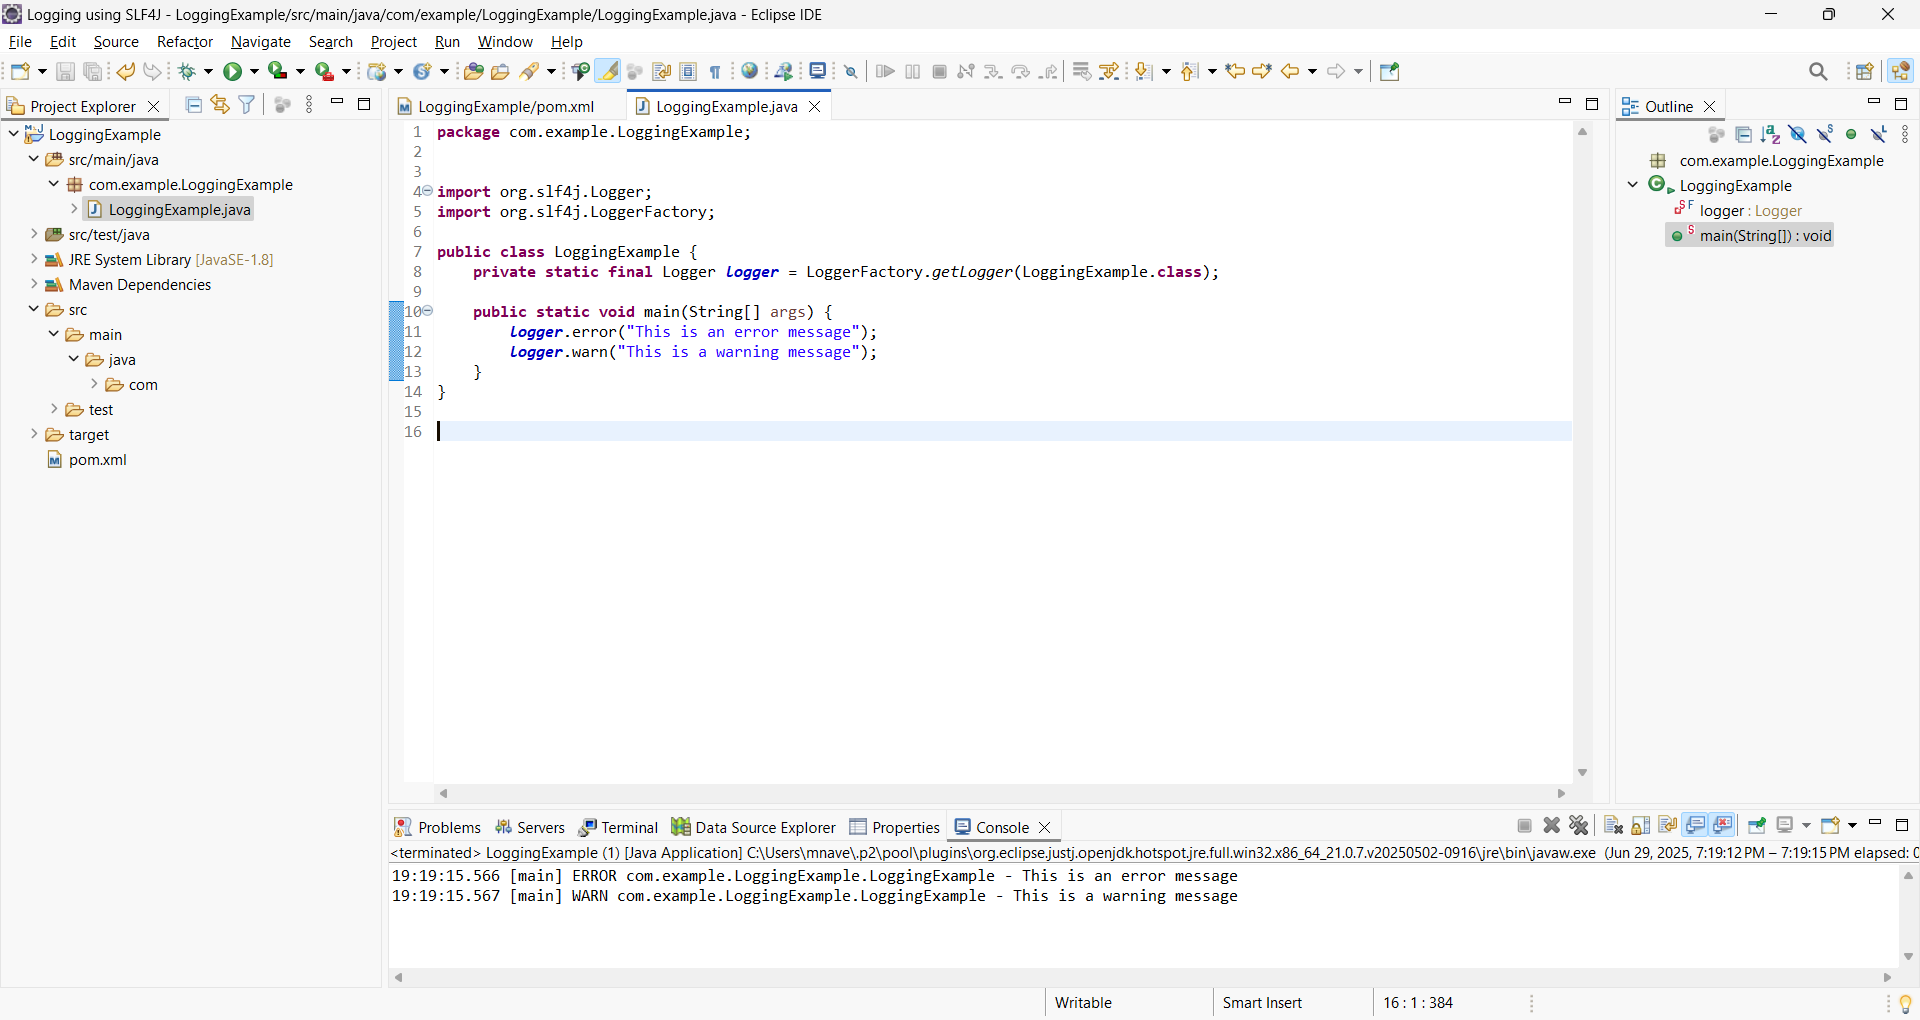 Logging using SLF4J - LoggingExample/src/main/java/com/example/LoggingExample/LoggingExample.java - Eclipse IDE
File Edit Source Refactor Navigate Search Project Run Window Help
Project Explorer
LoggingExample
src/main/java
com.example.LoggingExample
LoggingExample.java
src/test/java
JRE System Library [JavaSE-1.8]
Maven Dependencies
src
main
java
com
test
target
pom.xml
LoggingExample/pom.xml LoggingExample.java
1 package com.example.LoggingExample;
2
3
4 import org.slf4j.Logger;
5 import org.slf4j.LoggerFactory;
6
7 public class LoggingExample {
8     private static final Logger logger = LoggerFactory.getLogger(LoggingExample.class);
9
10     public static void main(String[] args) {
11         logger.error("This is an error message");
12         logger.warn("This is a warning message");
13     }
14 }
15
16
Outline
com.example.LoggingExample
LoggingExample
logger : Logger
main(String[]) : void
Problems Servers Terminal Data Source Explorer Properties Console
<terminated> LoggingExample (1) [Java Application] C:\Users\mnave\.p2\pool\plugins\org.eclipse.justj.openjdk.hotspot.jre.full.win32.x86_64_21.0.7.v20250502-0916\jre\bin\javaw.exe (Jun 29, 2025, 7:19:12 PM – 7:19:15 PM elapsed: 0
19:19:15.566 [main] ERROR com.example.LoggingExample.LoggingExample - This is an error message
19:19:15.567 [main] WARN com.example.LoggingExample.LoggingExample - This is a warning message
Writable Smart Insert 16 : 1 : 384